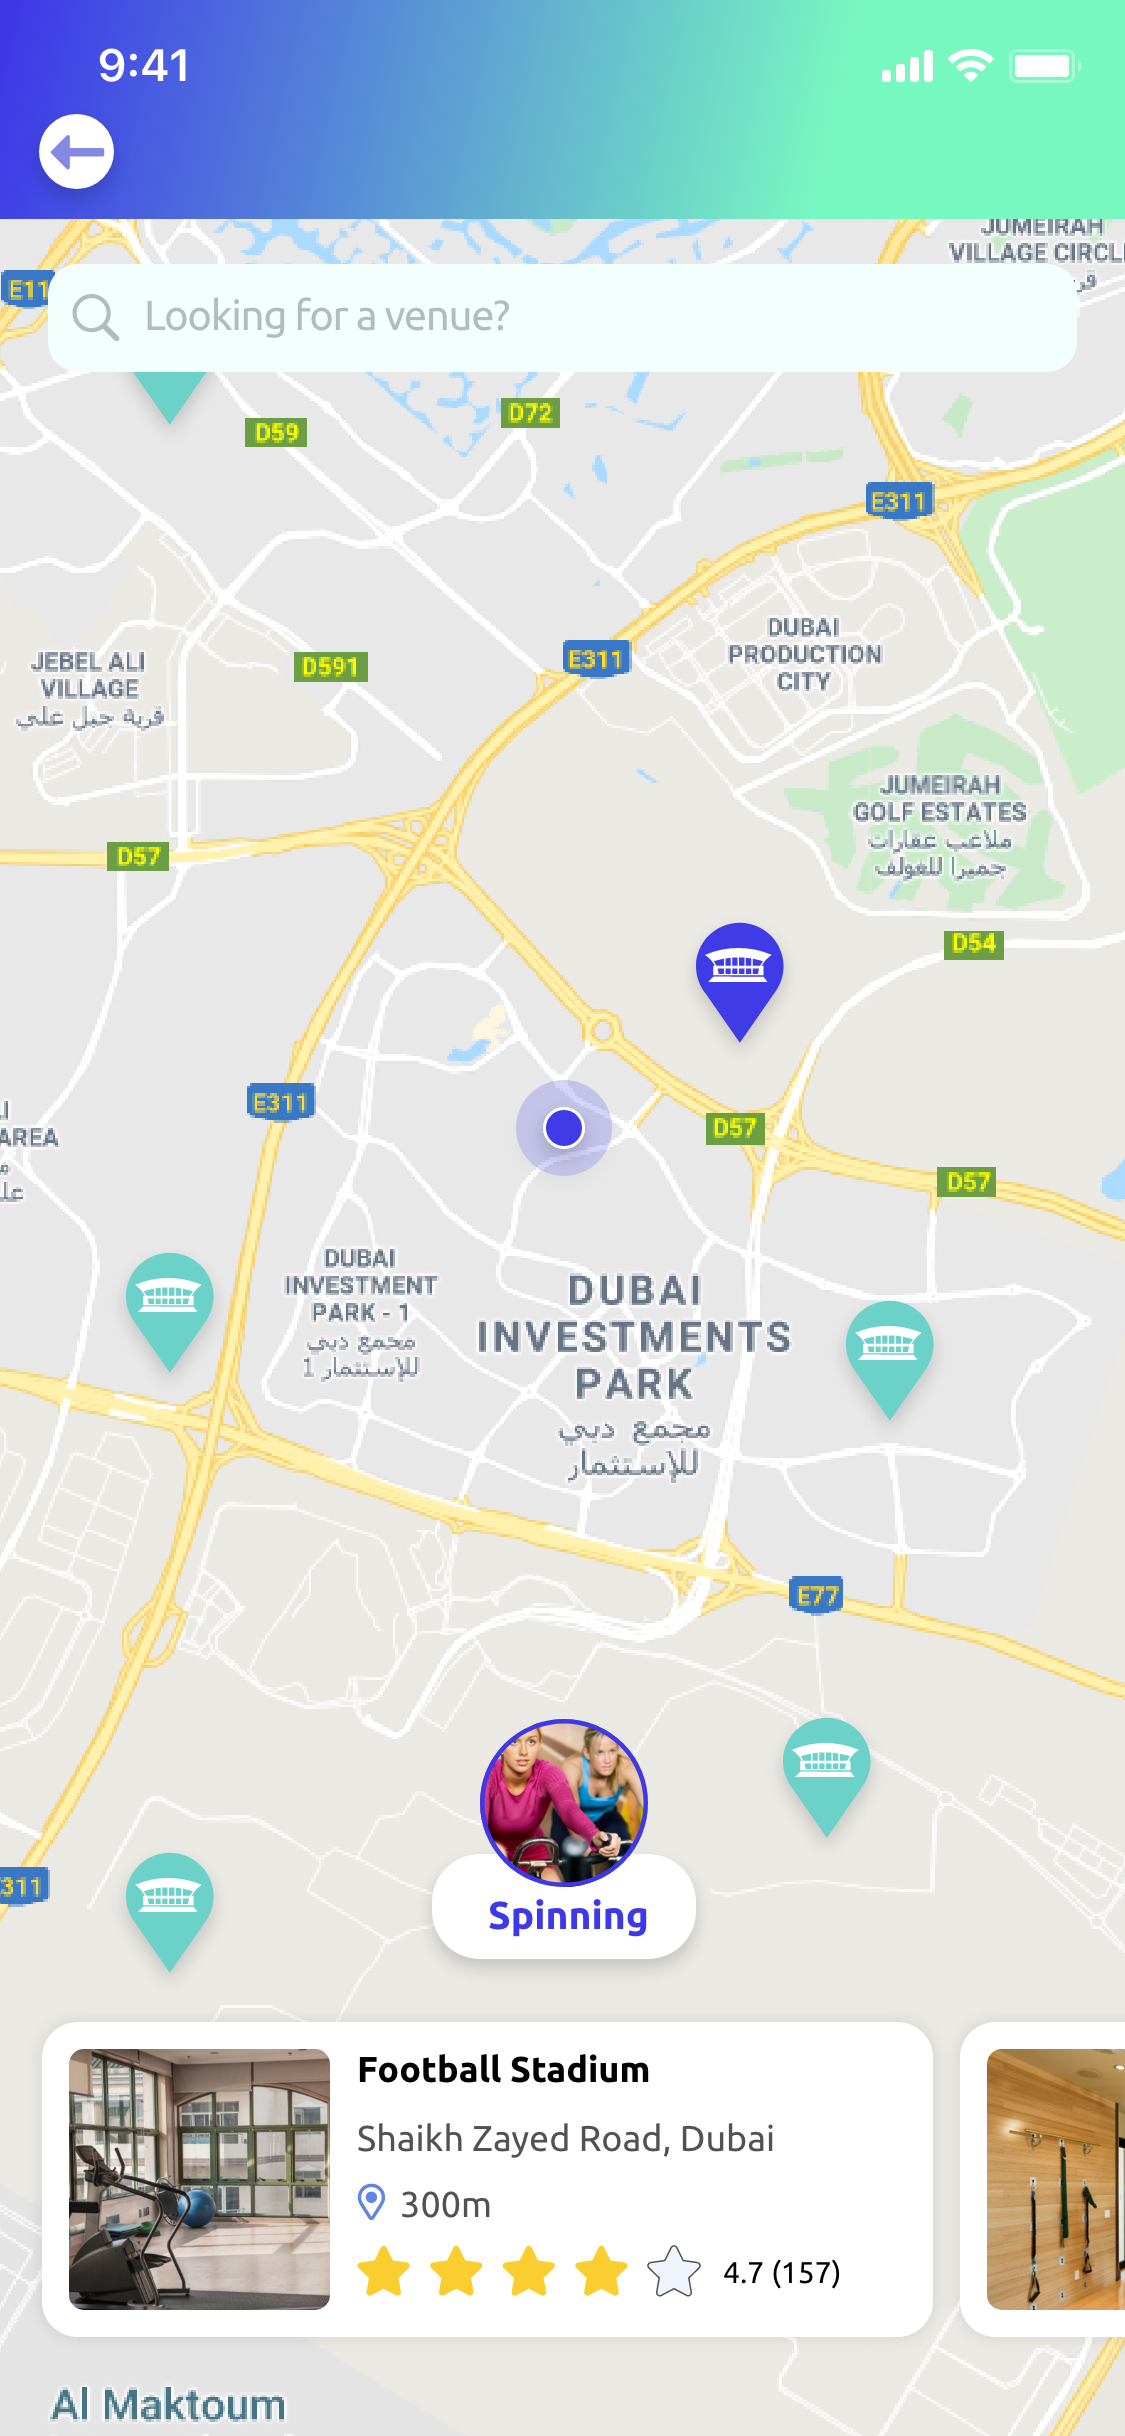 9:41
JUMEIRAH
VILLAGE CIRCL
قر
E11
Looking for a venue?
D59
D72
E311
DUBAI
PRODUCTION
CITY
E311
JEBEL ALI
VILLAGE
قرية جبل علي
D591
JUMEIRAH
GOLF ESTATES
ملاعب عقارات
جميرا للغولف
D57
D54
E311
AREA
D57
D57
DUBAI
INVESTMENT
PARK - 1
مجمع دبي
للإستثمار 1
DUBAI
INVESTMENTS
PARK
مجمع دبي
للإستثمار
E77
311
Spinning
Football Stadium
Shaikh Zayed Road, Dubai
300m
4.7 (157)
Al Maktoum